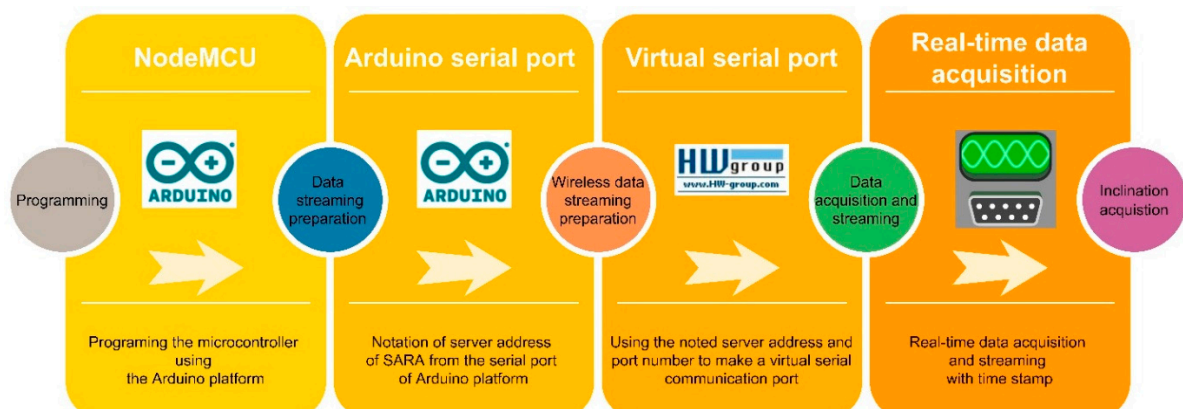 NodeMCU
Arduino serial port
Virtual serial port
Real-time data
acquisition
Programming
ARDUINO
Data
streaming
preparation
ARDUINO
Wireless data
streaming
preparation
HW group
www.HW-group.com
Data
acquisition and
streaming
Inclination
acquistion
Programing the microcontroller
using
the Arduino platform
Notation of server address
of SARA from the serial port
of Arduino platform
Using the noted server address and
port number to make a virtual serial
communication port
Real-time data acquisition
and streaming
with time stamp